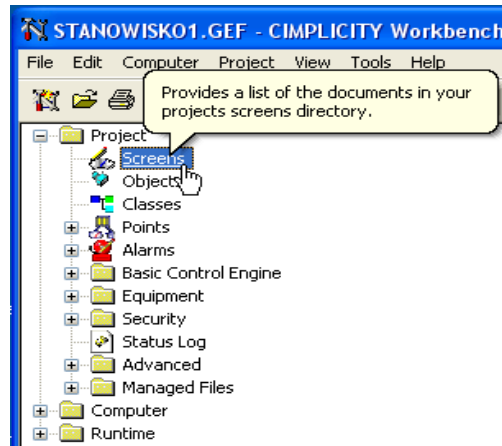 STANOWISKO1.GEF - CIMPLICITY Workbench
File Edit Computer Project View Tools Help
Provides a list of the documents in your
projects screens directory.
Project
Screens
Objects
Classes
Points
Alarms
Basic Control Engine
Equipment
Security
Status Log
Advanced
Managed Files
Computer
Runtime